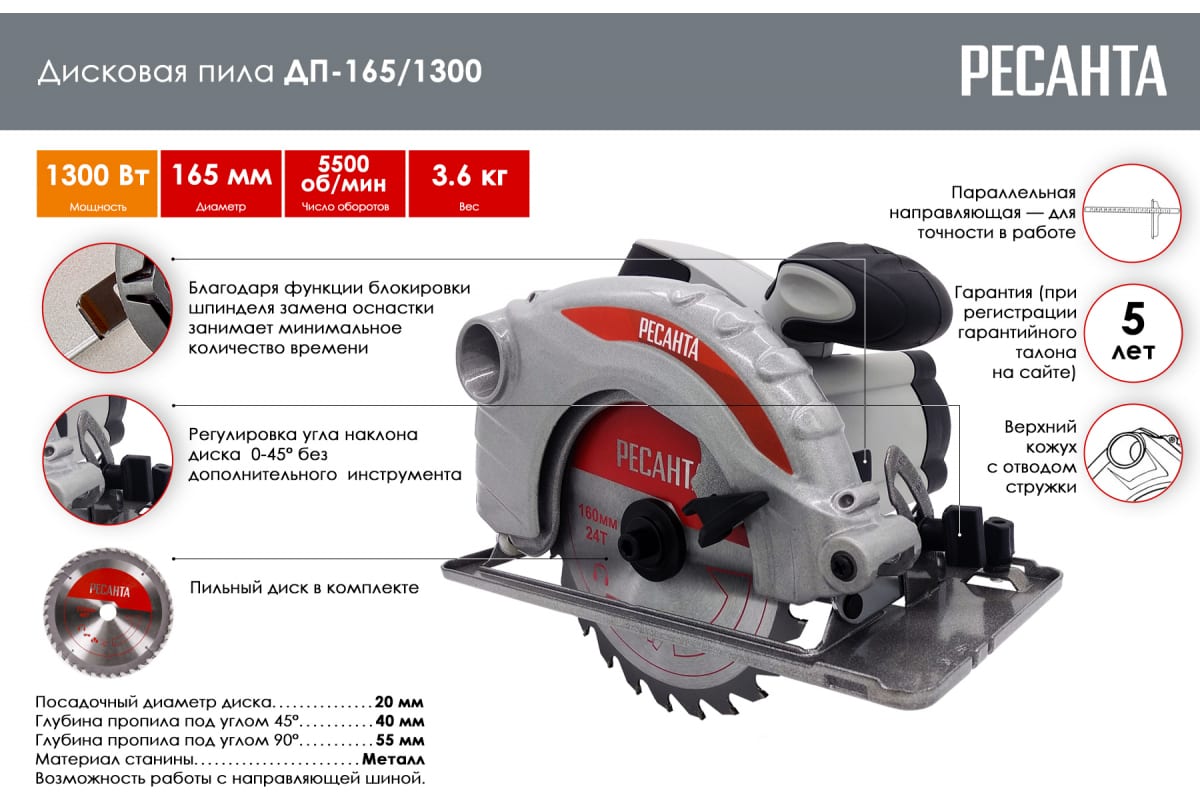 Дисковая пила ДП-165/1300
РЕСАНТА
1300 Вт
Мощность
165 мм
Диаметр
5500
об/мин
Число оборотов
3.6 кг
Вес
Благодаря функции блокировки
шпинделя замена оснастки
занимает минимальное
количество времени
Регулировка угла наклона
диска 0-45° без
дополнительного инструмента
РЕСАНТА
Пильный диск в комплекте
РЕСАНТА
РЕСАНТ
160мм
24Т
Параллельная
направляющая — для
точности в работе
Гарантия (при
регистрации
гарантийного
талона
на сайте)
5
лет
Верхний
кожух
с отводом
стружки
Посадочный диаметр диска...............20 мм
Глубина пропила под углом 45°...........40 мм
Глубина пропила под углом 90°...........55 мм
Материал станины.........................Металл
Возможность работы с направляющей шиной.